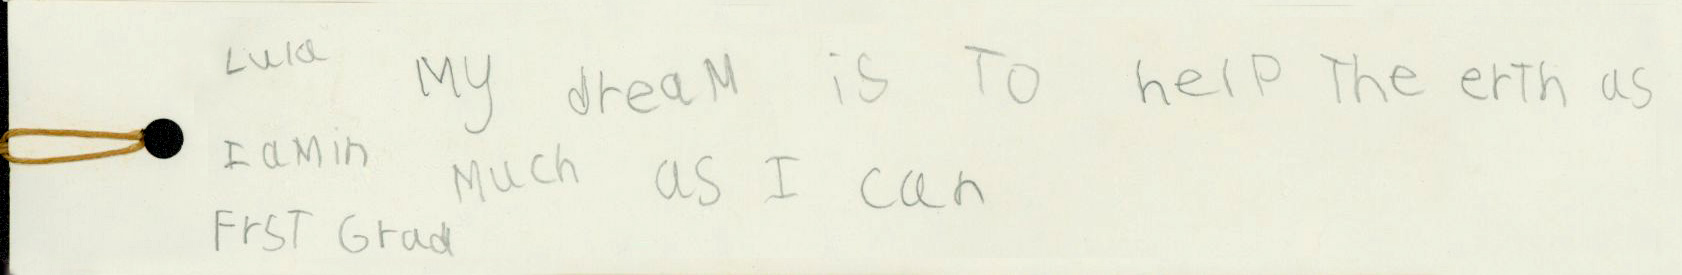 Lula
I aMin
FrST Grad
My dreaM is To help The erth as
Much as I can